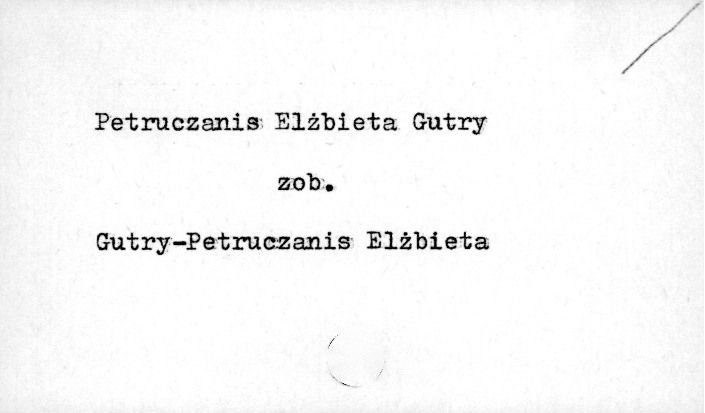 Petruczanis Elżbieta Gutry
zob.
Gutry-Petruczanis Elżbieta